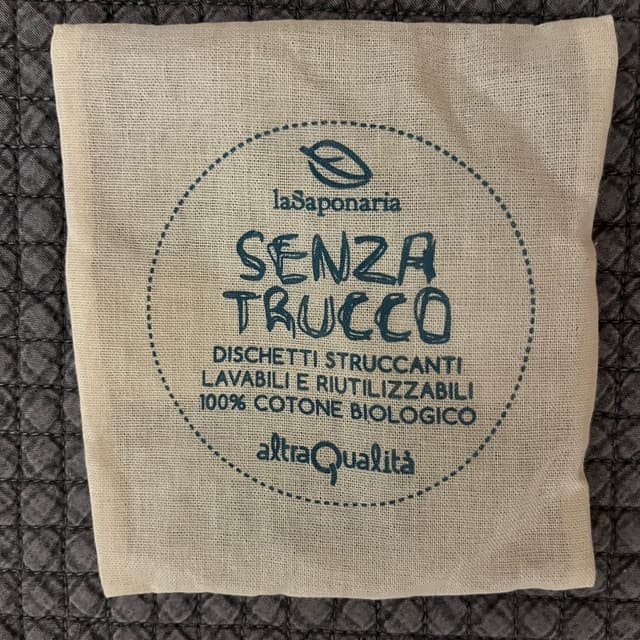 laSaponaria
SENZA
TRUCCO
DISCHETTI STRUCCANTI
LAVABILI E RIUTILIZZABILI
100% COTONE BIOLOGICO
altraQualità